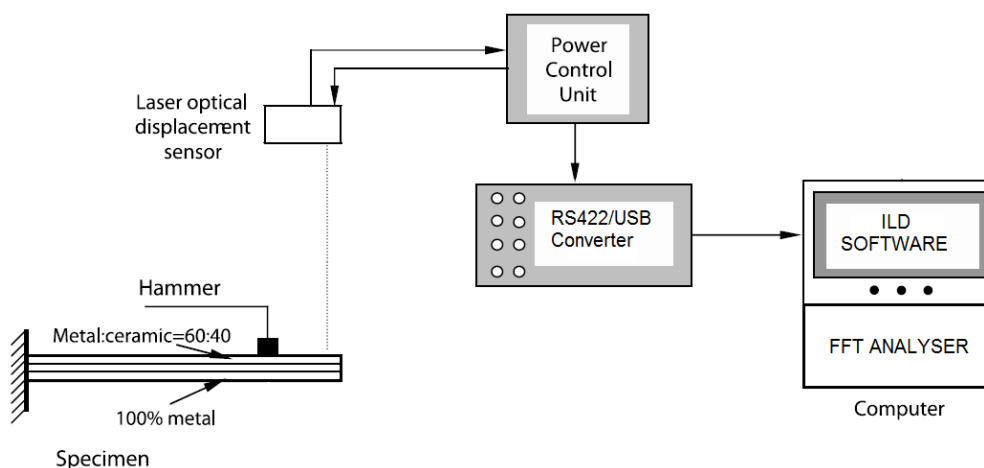 Power
Control
Unit
Laser optical
displacement
sensor
RS422/USB
Converter
ILD
SOFTWARE
Hammer
Metal:ceramic=60:40
FFT ANALYSER
100% metal
Computer
Specimen